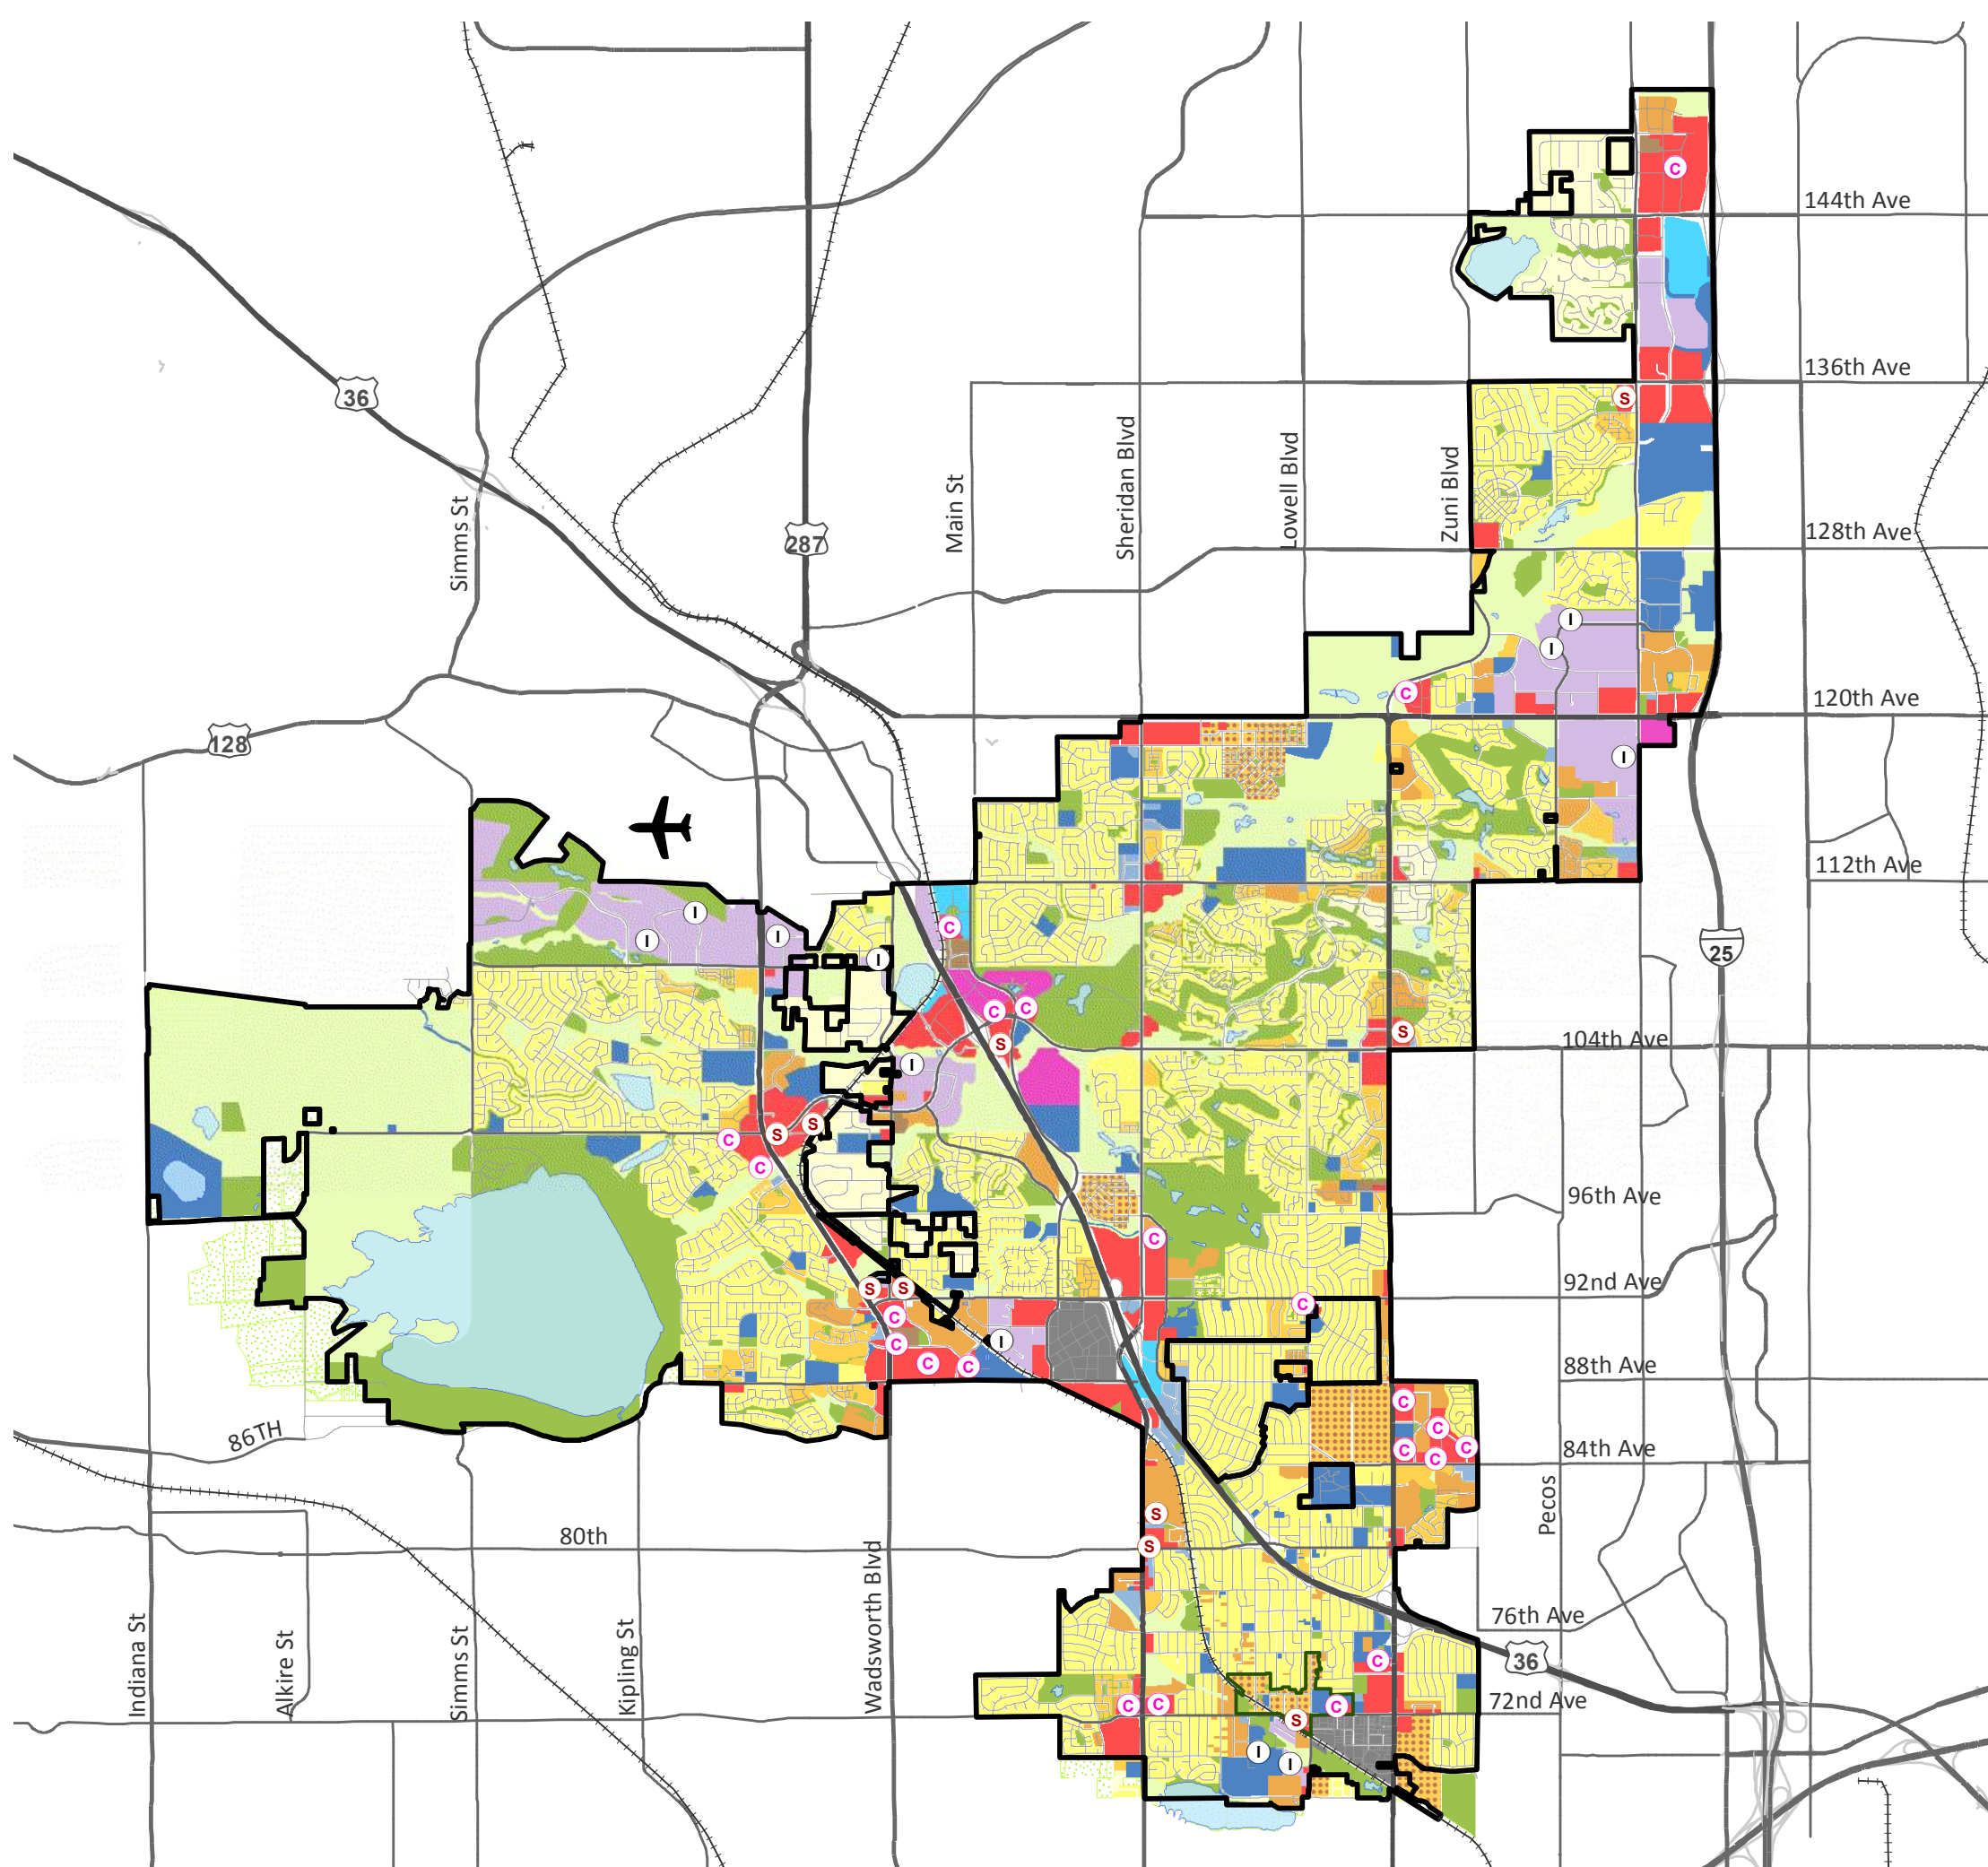 144th Ave
C
136th Ave
36
S
Main St
Sheridan Blvd
Lowell Blvd
Zuni Blvd
Simms St
287
128th Ave
I
I
C
120th Ave
128
I
112th Ave
I
C
I
I
I
25
C
C
S
S
104th Ave
I
S
S
C
C
96th Ave
C
92nd Ave
S
S
C
C
I
C
C
C
88th Ave
C
C
86TH
C
C
C
84th Ave
Pecos
S
80th
S
76th Ave
Indiana St
Alkire St
Simms St
Kipling St
Wadsworth Blvd
C
36
72nd Ave
C
C
C
S
I
I